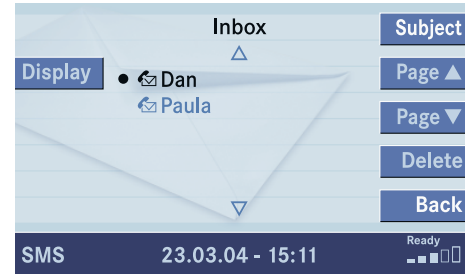 Inbox
Subject
Display
Dan
Page
Paula
Page
Delete
Back
SMS 23.03.04 - 15:11 Ready